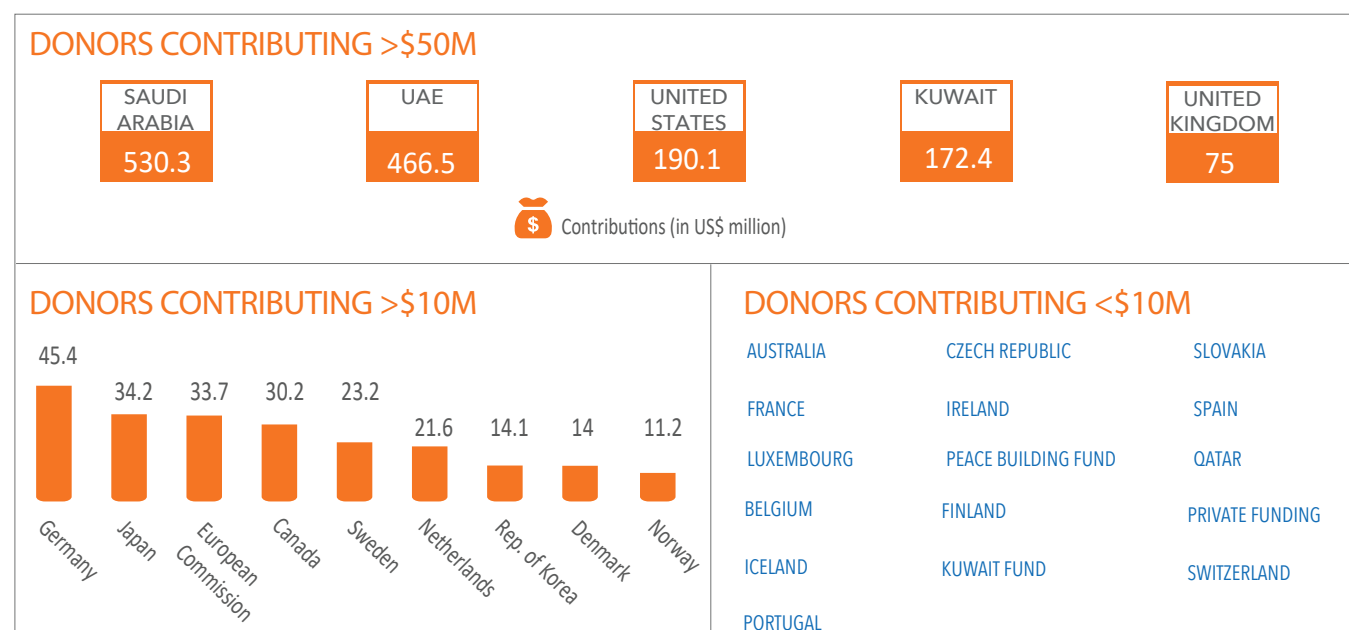 DONORS CONTRIBUTING >$50M
SAUDI
ARABIA
530.3
UAE
466.5
UNITED
STATES
190.1
KUWAIT
172.4
UNITED
KINGDOM
75
$
Contributions (in US$ million)
DONORS CONTRIBUTING >$10M
45.4
34.2
33.7
30.2
23.2
21.6
14.1
14
11.2
Germany
Japan
European
Commission
Canada
Sweden
Netherlands
Rep. of Korea
Denmark
Norway
DONORS CONTRIBUTING <$10M
AUSTRALIA
CZECH REPUBLIC
SLOVAKIA
FRANCE
IRELAND
SPAIN
LUXEMBOURG
PEACE BUILDING FUND
QATAR
BELGIUM
FINLAND
PRIVATE FUNDING
ICELAND
KUWAIT FUND
SWITZERLAND
PORTUGAL